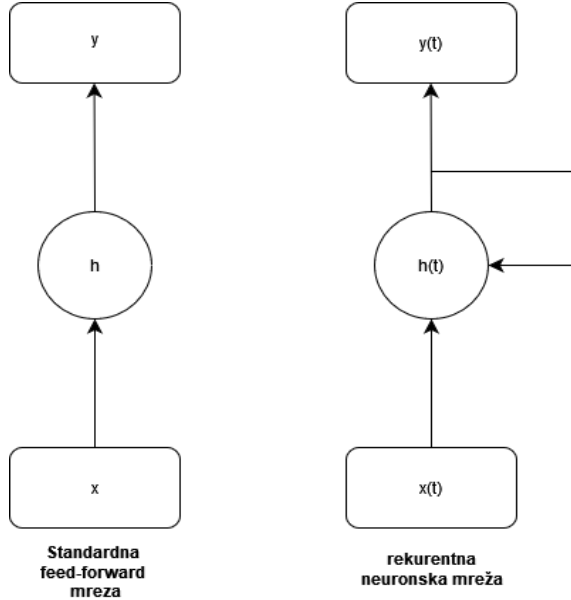 y
h
x
Standardna
feed-forward
mreza
y(t)
h(t)
x(t)
rekurentna
neuronska mreža